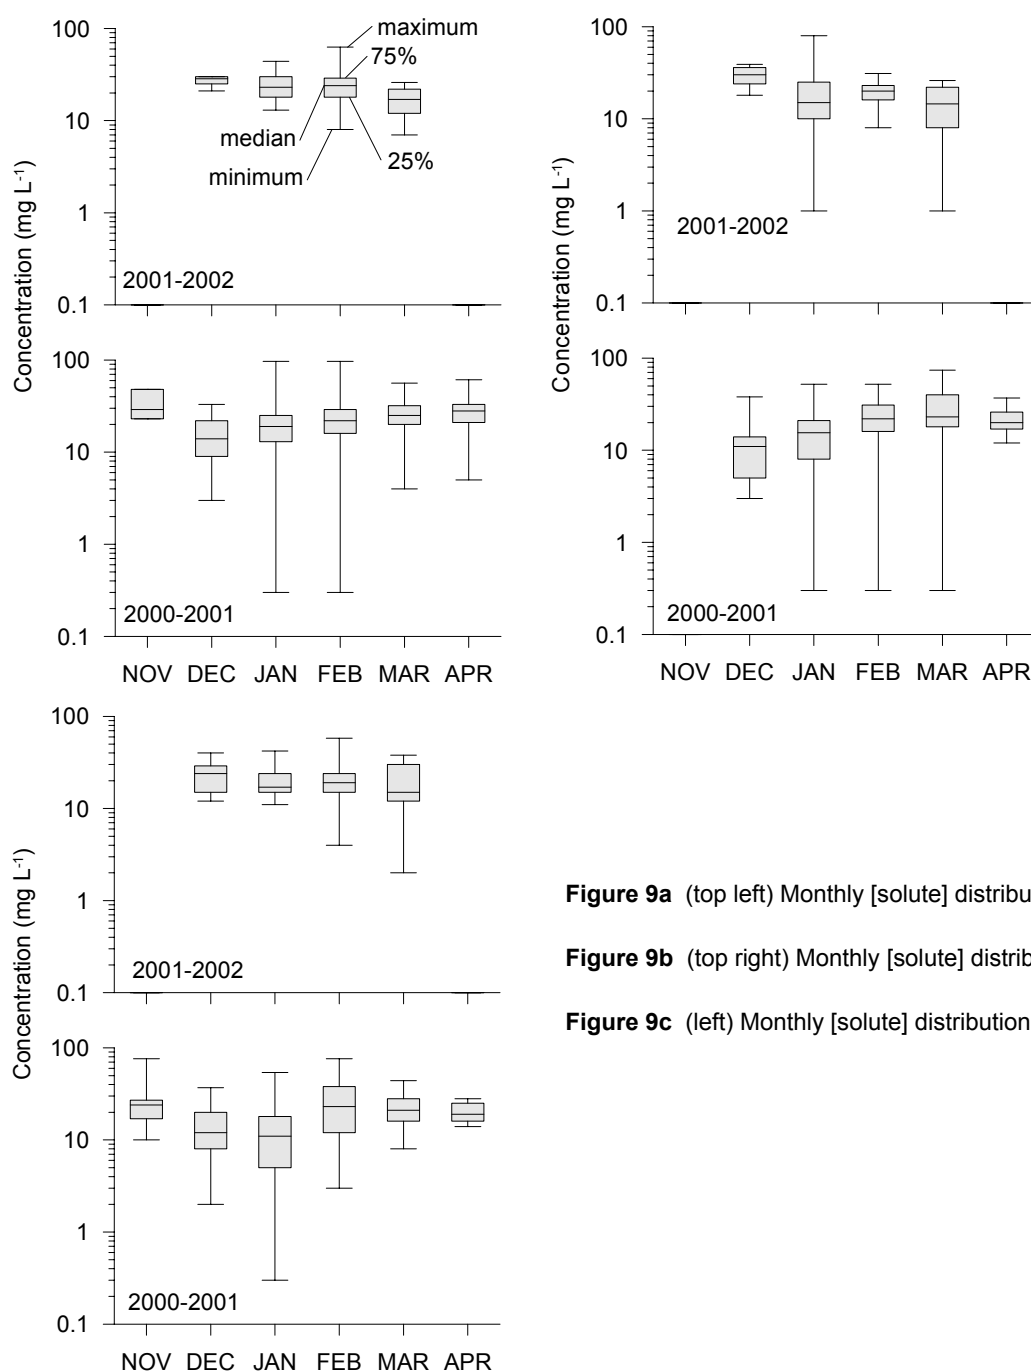 Concentration (mg L-1)
100
10
1
0.1
maximum
75%
median
minimum
25%
2001-2002
100
10
1
0.1
2000-2001
NOV DEC JAN FEB MAR APR
Concentration (mg L-1)
100
10
1
0.1
2001-2002
100
10
1
0.1
2000-2001
NOV DEC JAN FEB MAR APR
Concentration (mg L-1)
100
10
1
0.1
2001-2002
100
10
1
0.1
2000-2001
NOV DEC JAN FEB MAR APR
Figure 9a (top left) Monthly [solute] distribu
Figure 9b (top right) Monthly [solute] distrib
Figure 9c (left) Monthly [solute] distribution